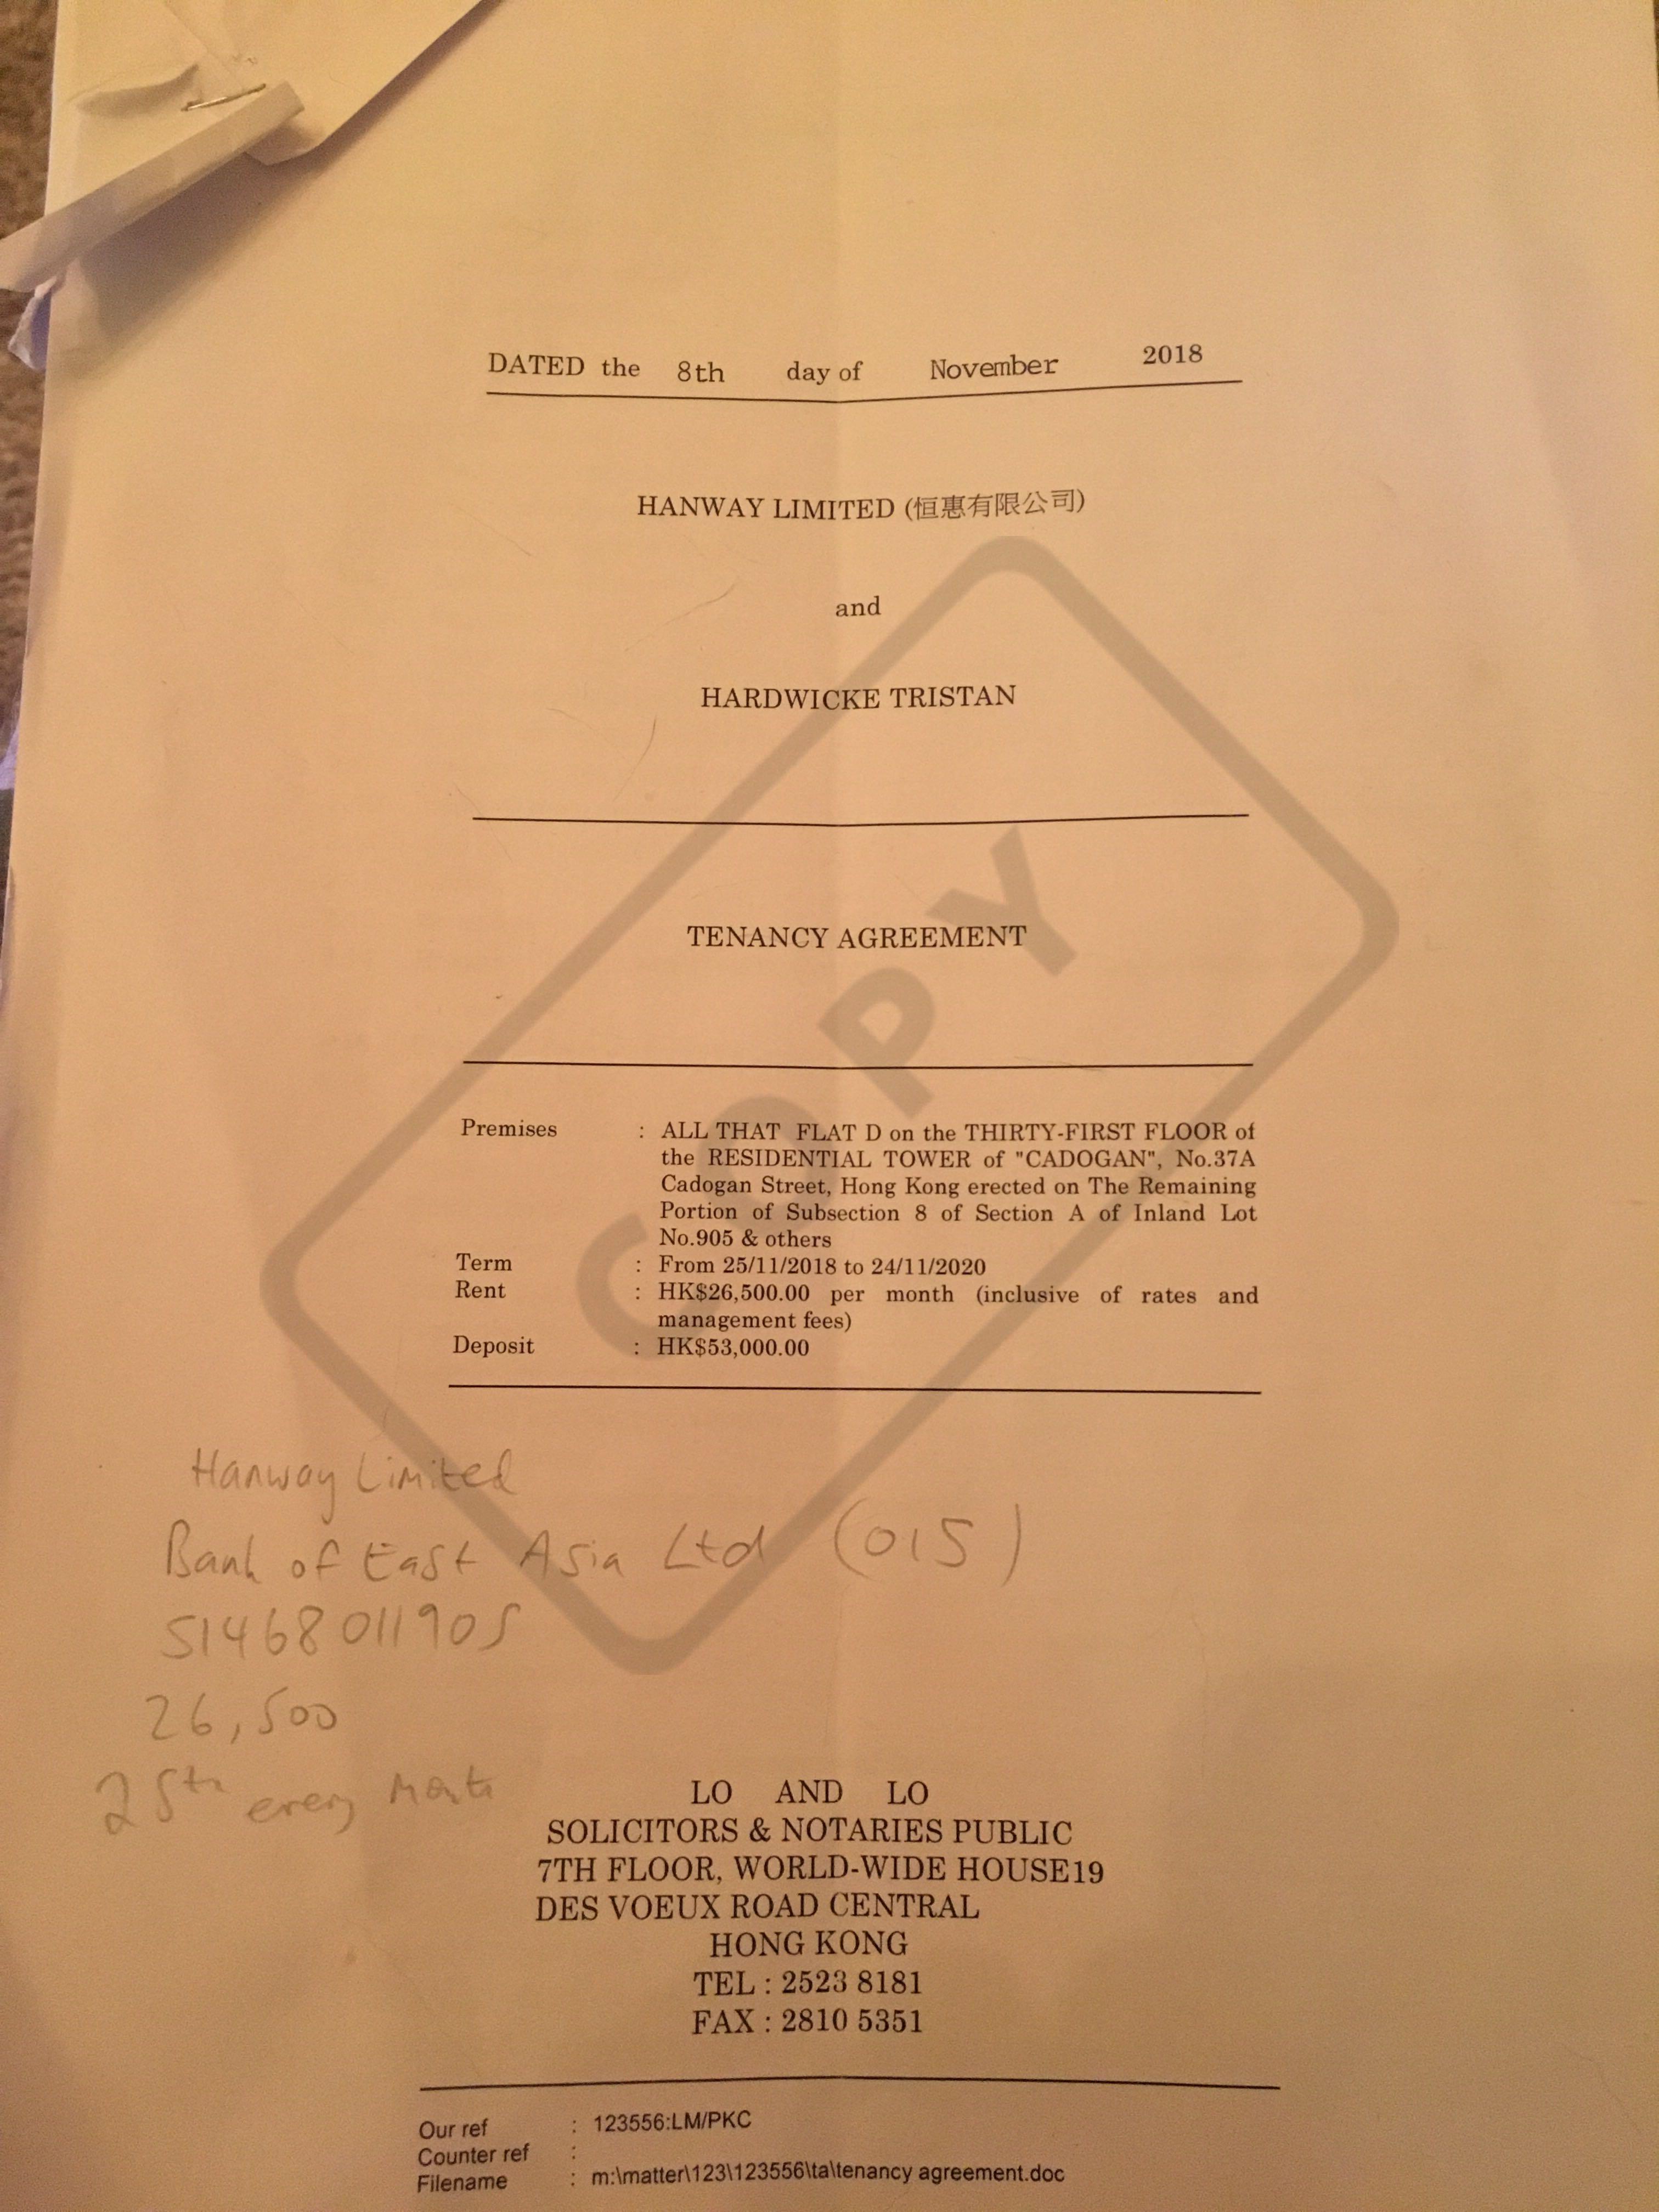 DATED the 8th day of November 2018
HANWAY LIMITED (恒惠有限公司)
and
HARDWICKE TRISTAN
TENANCY AGREEMENT
COPY
Premises : ALL THAT FLAT D on the THIRTY-FIRST FLOOR of
the RESIDENTIAL TOWER of "CADOGAN", No.37A
Cadogan Street, Hong Kong erected on The Remaining
Portion of Subsection 8 of Section A of Inland Lot
No.905 & others
Term : From 25/11/2018 to 24/11/2020
Rent : HK$26,500.00 per month (inclusive of rates and
management fees)
Deposit : HK$53,000.00
Hanway Limited
Bank of East Asia Ltd (015)
51468011905
26,500
25th every Month
LO AND LO
SOLICITORS & NOTARIES PUBLIC
7TH FLOOR, WORLD-WIDE HOUSE19
DES VOEUX ROAD CENTRAL
HONG KONG
TEL : 2523 8181
FAX : 2810 5351
Our ref : 123556:LM/PKC
Counter ref :
Filename : m:\matter\123\123556\ta\tenancy agreement.doc